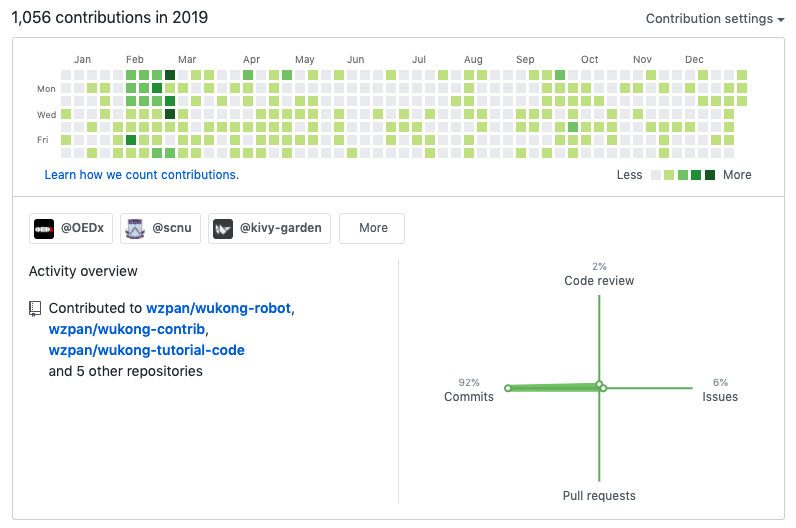 1,056 contributions in 2019
Contribution settings
Jan Feb Mar Apr May Jun Jul Aug Sep Oct Nov Dec
Mon
Wed
Fri
Learn how we count contributions.
Less More
OED @OEDx @scnu @kivy-garden More
Activity overview
Contributed to wzpan/wukong-robot,
wzpan/wukong-contrib,
wzpan/wukong-tutorial-code
and 5 other repositories
2%
Code review
92%
Commits
6%
Issues
Pull requests